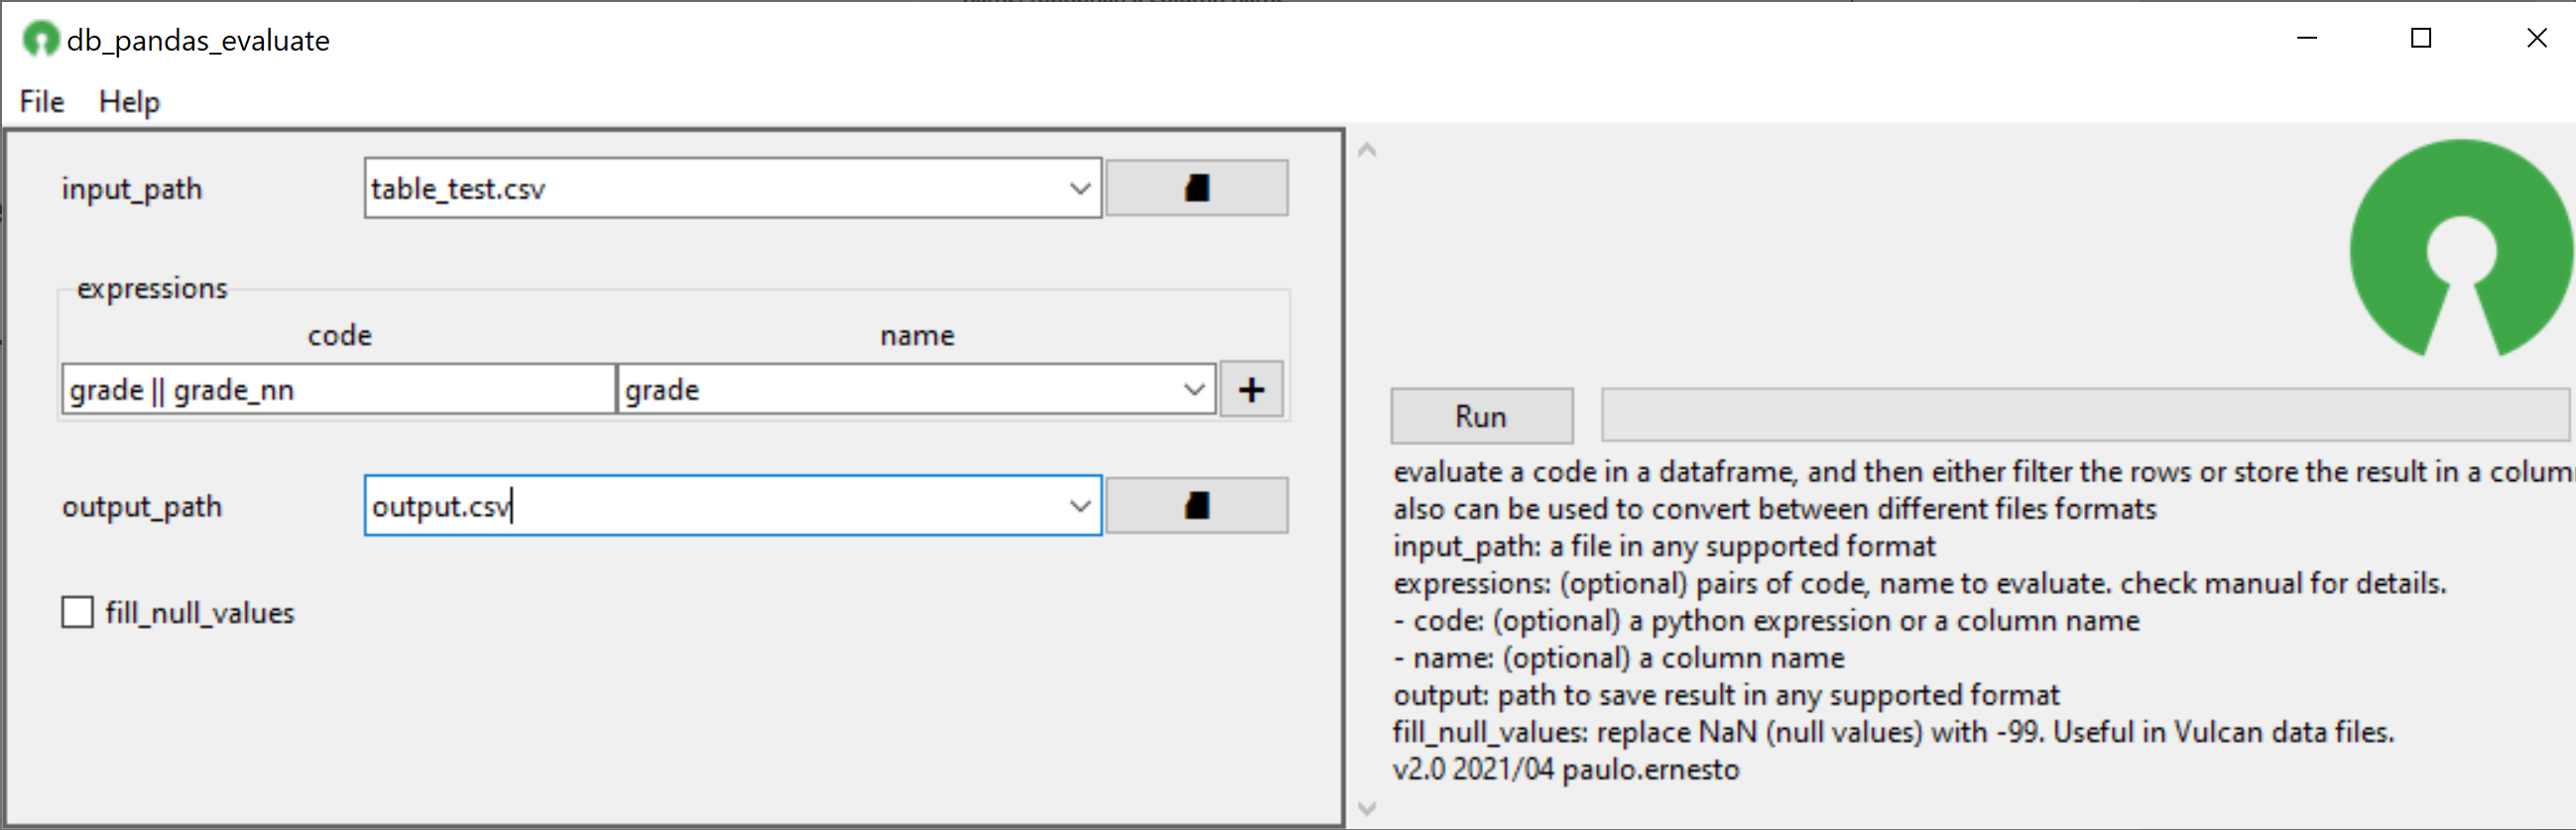 db_pandas_evaluate
File Help
input_path table_test.csv
expressions
code name
grade || grade_nn grade +
output_path output.csv
fill_null_values
Run
evaluate a code in a dataframe, and then either filter the rows or store the result in a colum
also can be used to convert between different files formats
input_path: a file in any supported format
expressions: (optional) pairs of code, name to evaluate. check manual for details.
- code: (optional) a python expression or a column name
- name: (optional) a column name
output: path to save result in any supported format
fill_null_values: replace NaN (null values) with -99. Useful in Vulcan data files.
v2.0 2021/04 paulo.ernesto